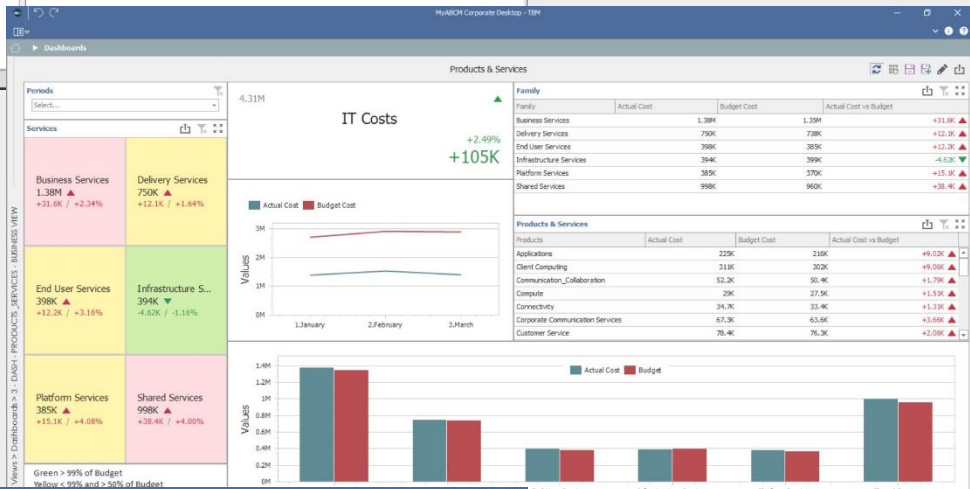 MyABCM Corporate Desktop - TBM
Dashboards
Products & Services
Views > Dashboards > 3 - DASH - PRODUCTS_SERVICES - BUSINESS VIEW
Periods
Select...
Services
Business Services
1.38M
+31.6K / +2.34%
Delivery Services
750K
+12.1K / +1.64%
End User Services
398K
+12.2K / +3.16%
Infrastructure S...
394K
-4.62K / -1.16%
Platform Services
385K
+15.1K / +4.08%
Shared Services
998K
+38.4K / +4.00%
Green > 99% of Budget
Yellow < 99% and > 50% of Budget
4.31M
IT Costs
+2.49%
+105K
Actual Cost Budget Cost
Values
3M
2M
1M
0M
1.January 2.February 3.March
Family
Family Actual Cost Budget Cost Actual Cost vs Budget
Business Services 1.38M 1.35M +31.6K
Delivery Services 750K 738K +12.1K
End User Services 398K 385K +12.2K
Infrastructure Services 394K 399K -4.62K
Platform Services 385K 370K +15.1K
Shared Services 998K 960K +38.4K
Products & Services
Products Actual Cost Budget Cost Actual Cost vs Budget
Applications 225K 216K +9.02K
Client Computing 311K 302K +9.06K
Communication_Collaboration 52.2K 50.4K +1.79K
Compute 29K 27.5K +1.51K
Connectivity 34.7K 33.4K +1.31K
Corporate Communication Services 67.3K 63.6K +3.66K
Customer Service 78.4K 76.3K +2.06K
Actual Cost Budget
Values
1.4M
1.2M
1M
0.8M
0.6M
0.4M
0.2M
0M